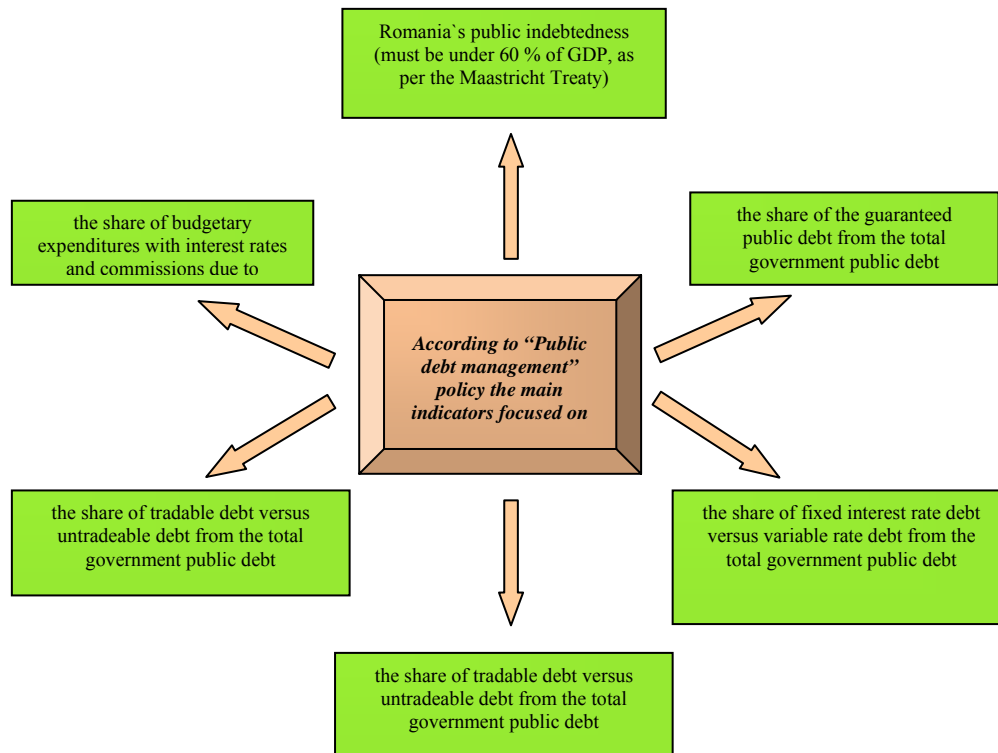 Romania`s public indebtedness
(must be under 60 % of GDP, as
per the Maastricht Treaty)
the share of budgetary
expenditures with interest rates
and commissions due to
the share of the guaranteed
public debt from the total
government public debt
According to “Public
debt management”
policy the main
indicators focused on
the share of tradable debt versus
untradeable debt from the total
government public debt
the share of fixed interest rate debt
versus variable rate debt from the
total government public debt
the share of tradable debt versus
untradeable debt from the total
government public debt